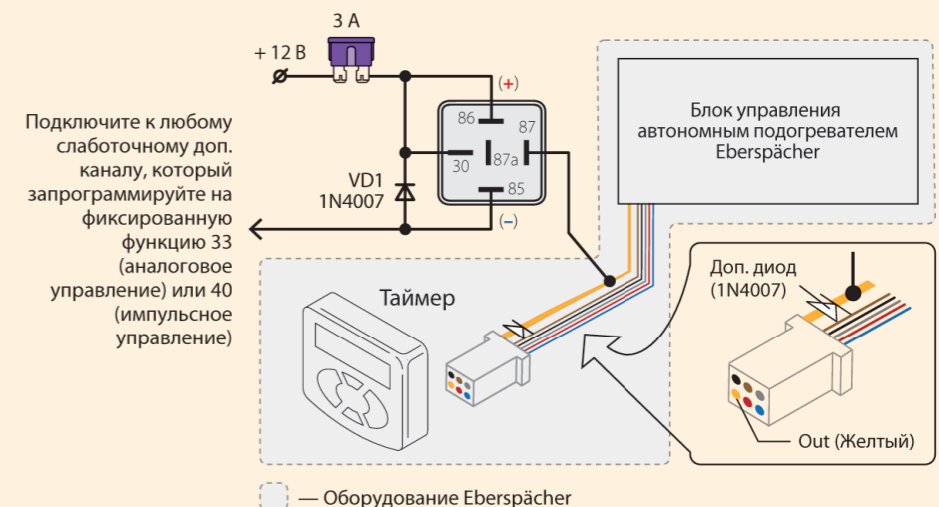 3 А
+ 12 В
(+)
86
87
30
87а
85
(–)
VD1
1N4007
Подключите к любому
слаботочному доп.
каналу, который
запрограммируйте на
фиксированную
функцию 33
(аналоговое
управление) или 40
(импульсное
управление)
Блок управления
автономным подогревателем
Eberspächer
Таймер
Доп. диод
(1N4007)
Out (Желтый)
— Оборудование Eberspächer